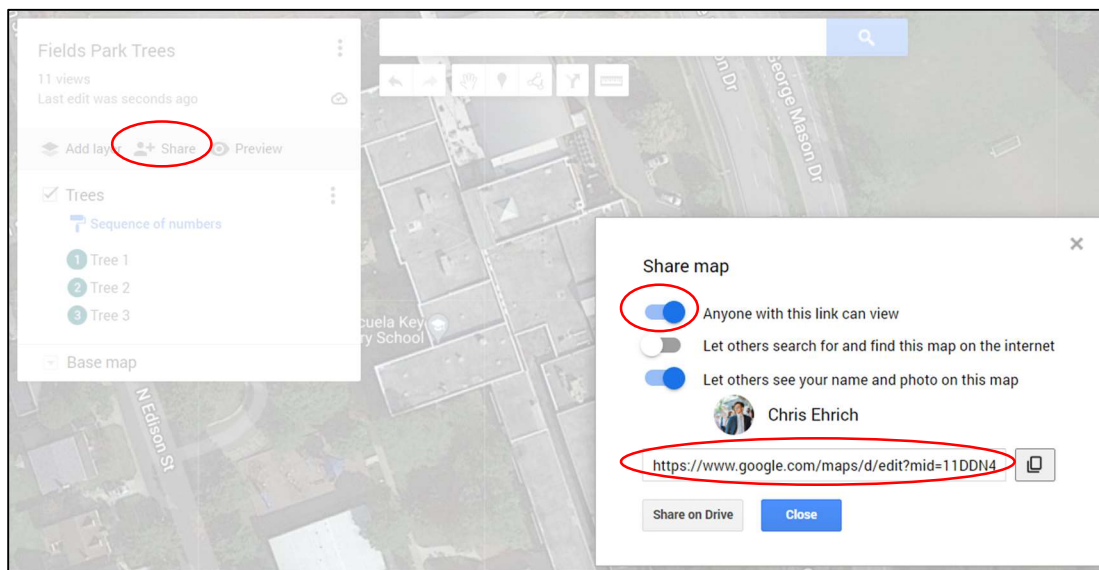 Fields Park Trees
11 views
Last edit was seconds ago
Add layer Share Preview
Trees
Sequence of numbers
1 Tree 1
2 Tree 2
3 Tree 3
Base map
George Mason Dr
Mason Dr
cuela Key
ry School
N Edison St
Share map
Anyone with this link can view
Let others search for and find this map on the internet
Let others see your name and photo on this map
Chris Ehrich
https://www.google.com/maps/d/edit?mid=11DDN4
Share on Drive Close